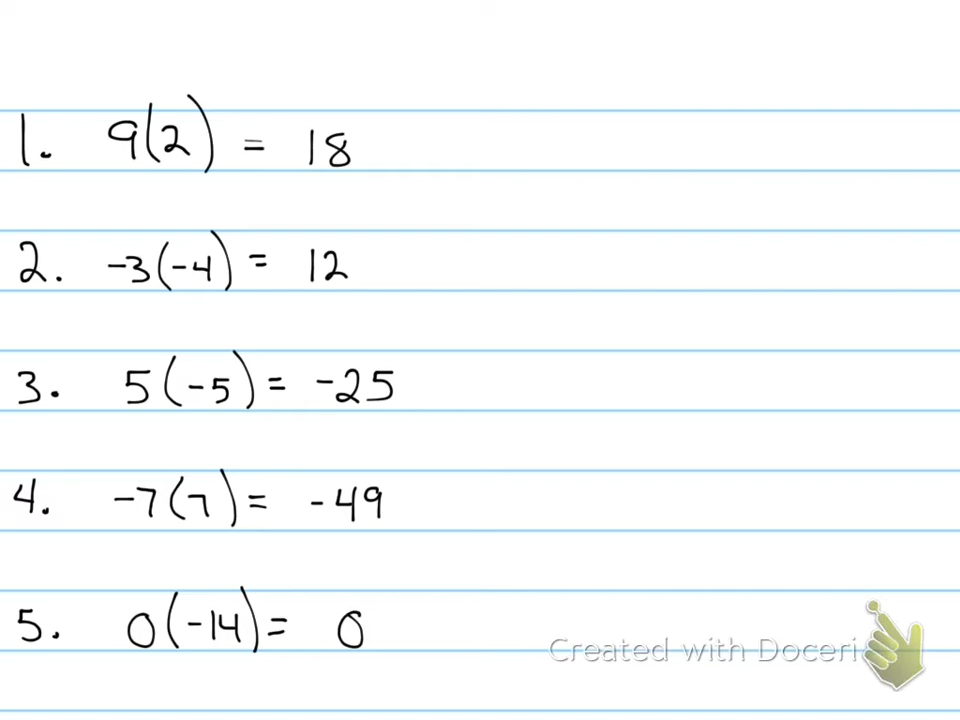 1. 9(2) = 18
2. -3(-4) = 12
3. 5(-5) = -25
4. -7(7) = -49
5. 0(-14) = 0
Created with Doceri